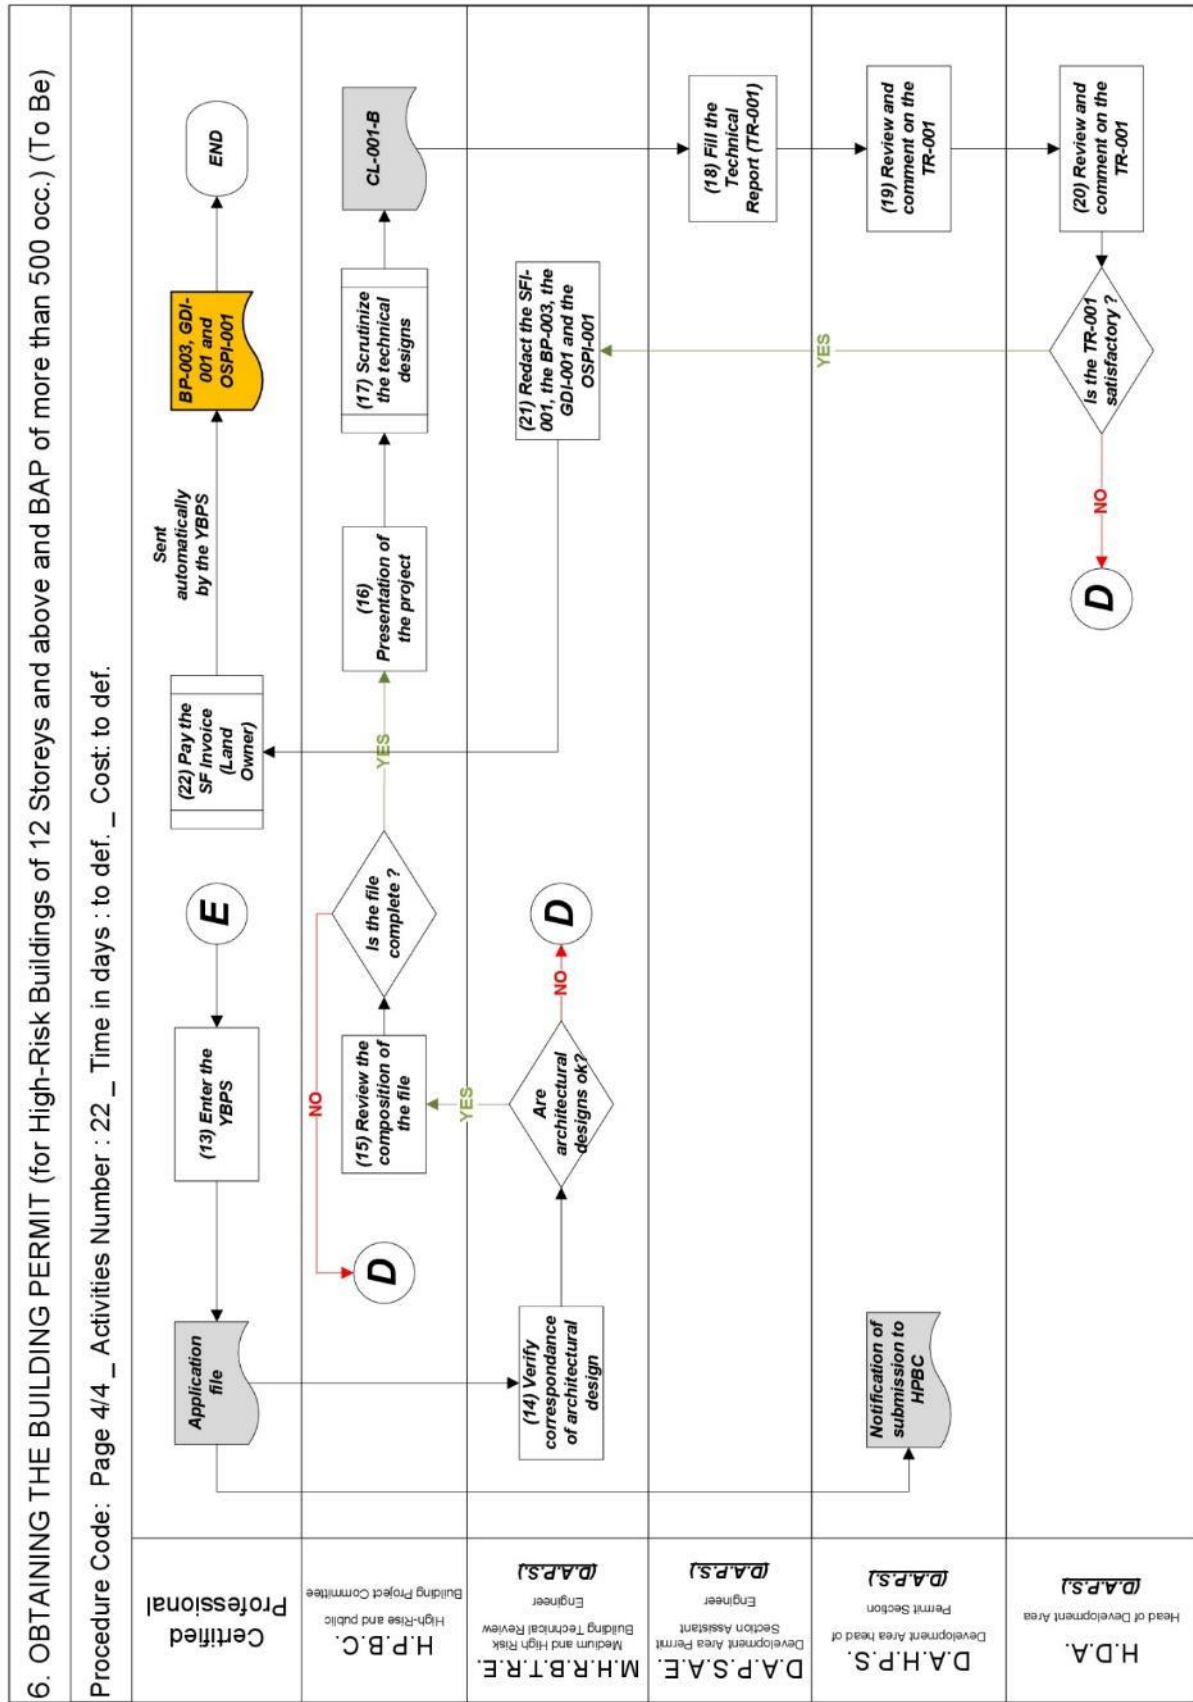 6. OBTAINING THE BUILDING PERMIT (for High-Risk Buildings of 12 Storeys and above and BAP of more than 500 occ.) (To Be)
Procedure Code: Page 4/4 _ Activities Number : 22 _ Time in days : to def. _ Cost: to def.
Certified
Professional
Application
file
(13) Enter the
YBPS
E
(22) Pay the
SF Invoice
(Land
Owner)
Sent
automatically
by the YBPS
BP-003, GDI-
001 and
OSPI-001
END
H.P.B.C.
High-Rise and public
Building Project Committee
D
NO
(15) Review the
composition of
the file
Is the file
complete ?
YES
(16)
Presentation of
the project
(17) Scrutinize
the technical
designs
CL-001-B
M.H.R.B.T.R.E.
Medium and High Risk
Building Technical Review
Engineer
(D.A.P.S.)
(14) Verify
correspondance
of architectural
design
Are
architectural
designs ok?
YES
NO
D
(21) Redact the SFI-
001, the BP-003, the
GDI-001 and the
OSPI-001
D.A.P.S.A.E.
Development Area Permit
Section Assistant
Engineer
(D.A.P.S.)
(18) Fill the
Technical
Report (TR-001)
D.A.H.P.S.
Development Area head of
Permit Section
(D.A.P.S.)
Notification of
submission to
HPBC
YES
(19) Review and
comment on the
TR-001
H.D.A.
Head of Development Area
(D.A.P.S.)
D
NO
Is the TR-001
satisfactory ?
(20) Review and
comment on the
TR-001